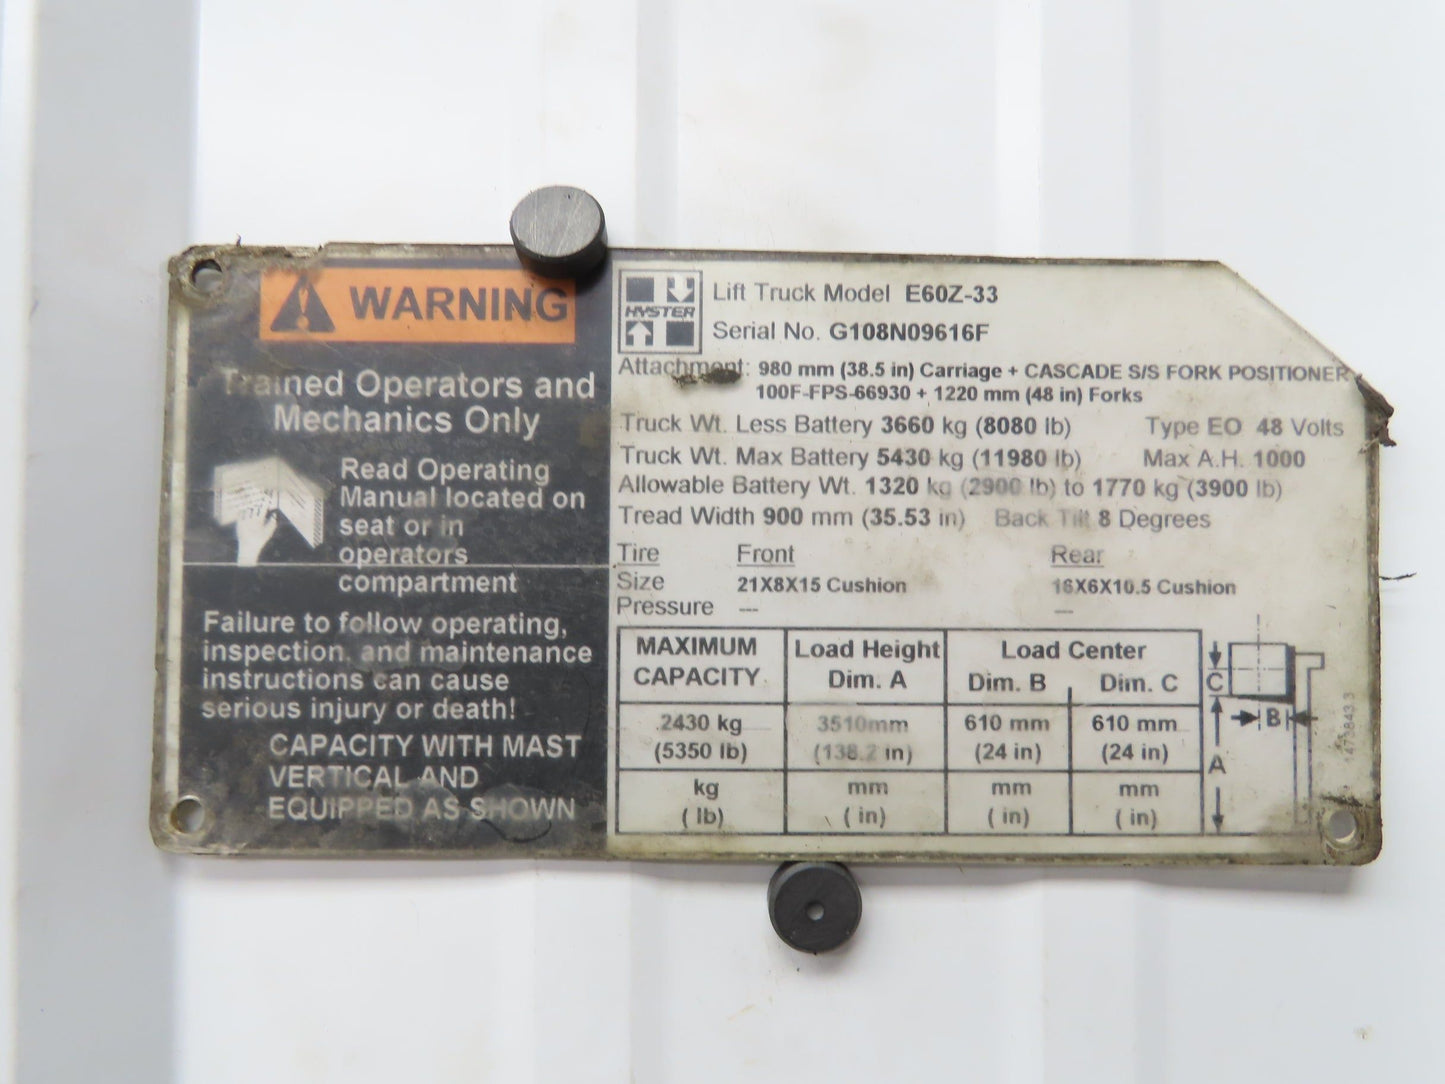 WARNING
Trained Operators and
Mechanics Only
Read Operating
Manual located on
seat or in
operators
compartment
Failure to follow operating,
inspection, and maintenance
instructions can cause
serious injury or death!
CAPACITY WITH MAST
VERTICAL AND
EQUIPPED AS SHOWN
HYSTER
Lift Truck Model E60Z-33
Serial No. G108N09616F
Attachment: 980 mm (38.5 in) Carriage + CASCADE S/S FORK POSITIONER
100F-FPS-66930 + 1220 mm (48 in) Forks
Truck Wt. Less Battery 3660 kg (8080 lb) Type EO 48 Volts
Truck Wt. Max Battery 5430 kg (11980 lb) Max A.H. 1000
Allowable Battery Wt. 1320 kg (2900 lb) to 1770 kg (3900 lb)
Tread Width 900 mm (35.53 in) Back Tilt 8 Degrees
Tire Front Rear
Size 21X8X15 Cushion 16X6X10.5 Cushion
Pressure --- ---
MAXIMUM Load Height Load Center
CAPACITY Dim. A Dim. B Dim. C
2430 kg 3510mm 610 mm 610 mm
(5350 lb) (138.2 in) (24 in) (24 in)
kg mm mm mm
( lb) ( in) ( in) ( in)
C
B
A